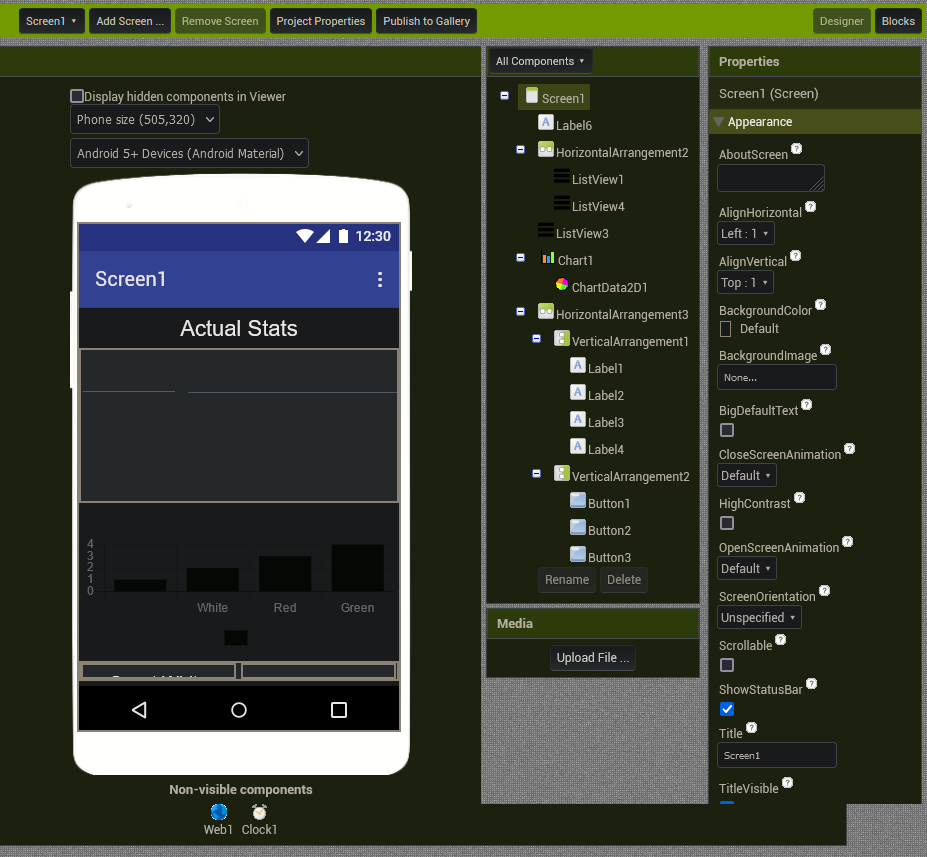 Screen1 Add Screen ... Remove Screen Project Properties Publish to Gallery Designer Blocks
Display hidden components in Viewer
Phone size (505,320)
Android 5+ Devices (Android Material)
12:30
Screen1
Actual Stats
4
3
2
1
0
White Red Green
Non-visible components
Web1 Clock1
All Components
Screen1
Label6
HorizontalArrangement2
ListView1
ListView4
ListView3
Chart1
ChartData2D1
HorizontalArrangement3
VerticalArrangement1
Label1
Label2
Label3
Label4
VerticalArrangement2
Button1
Button2
Button3
Rename Delete
Media
Upload File ...
Properties
Screen1 (Screen)
Appearance
AboutScreen ?
AlignHorizontal ?
Left : 1
AlignVertical ?
Top : 1
BackgroundColor ?
Default
BackgroundImage ?
None...
BigDefaultText ?
CloseScreenAnimation ?
Default
HighContrast ?
OpenScreenAnimation ?
Default
ScreenOrientation ?
Unspecified
Scrollable ?
ShowStatusBar ?
Title ?
Screen1
TitleVisible ?